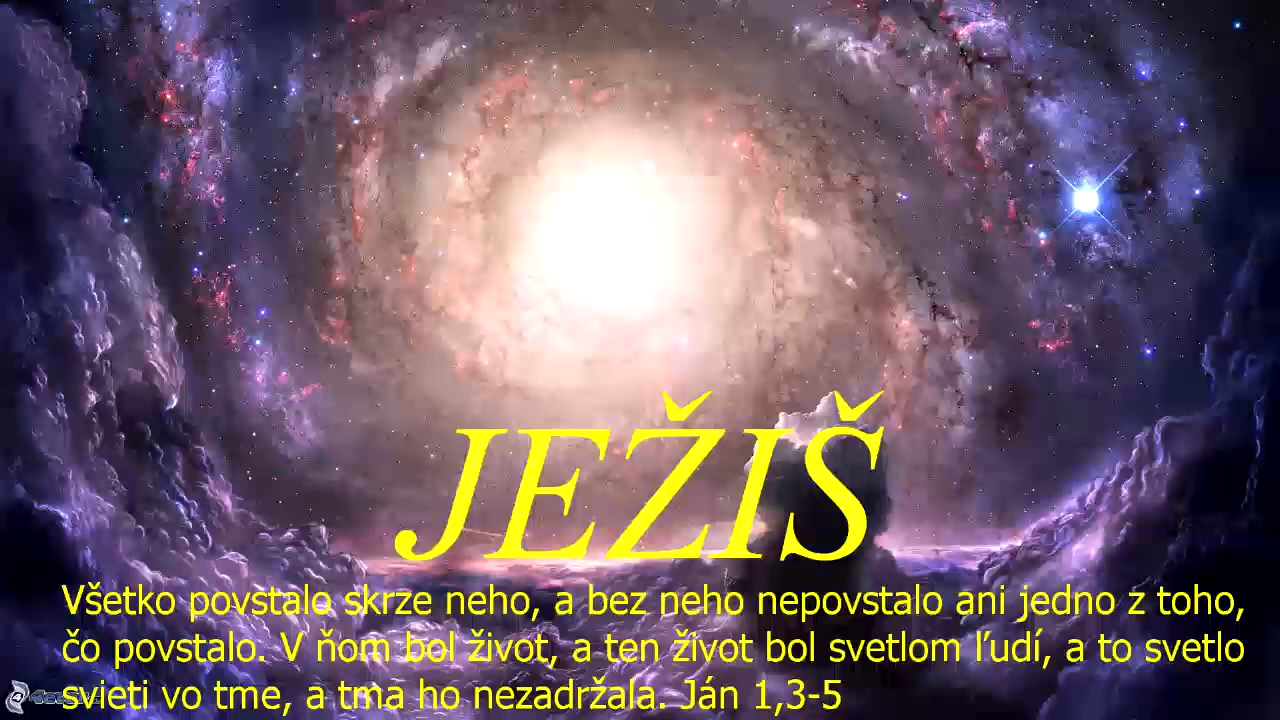 JEŽIŠ
Všetko povstalo skrze neho, a bez neho nepovstalo ani jedno z toho,
čo povstalo. V ňom bol život, a ten život bol svetlom ľudí, a to svetlo
svieti vo tme, a tma ho nezadržala. Ján 1,3-5